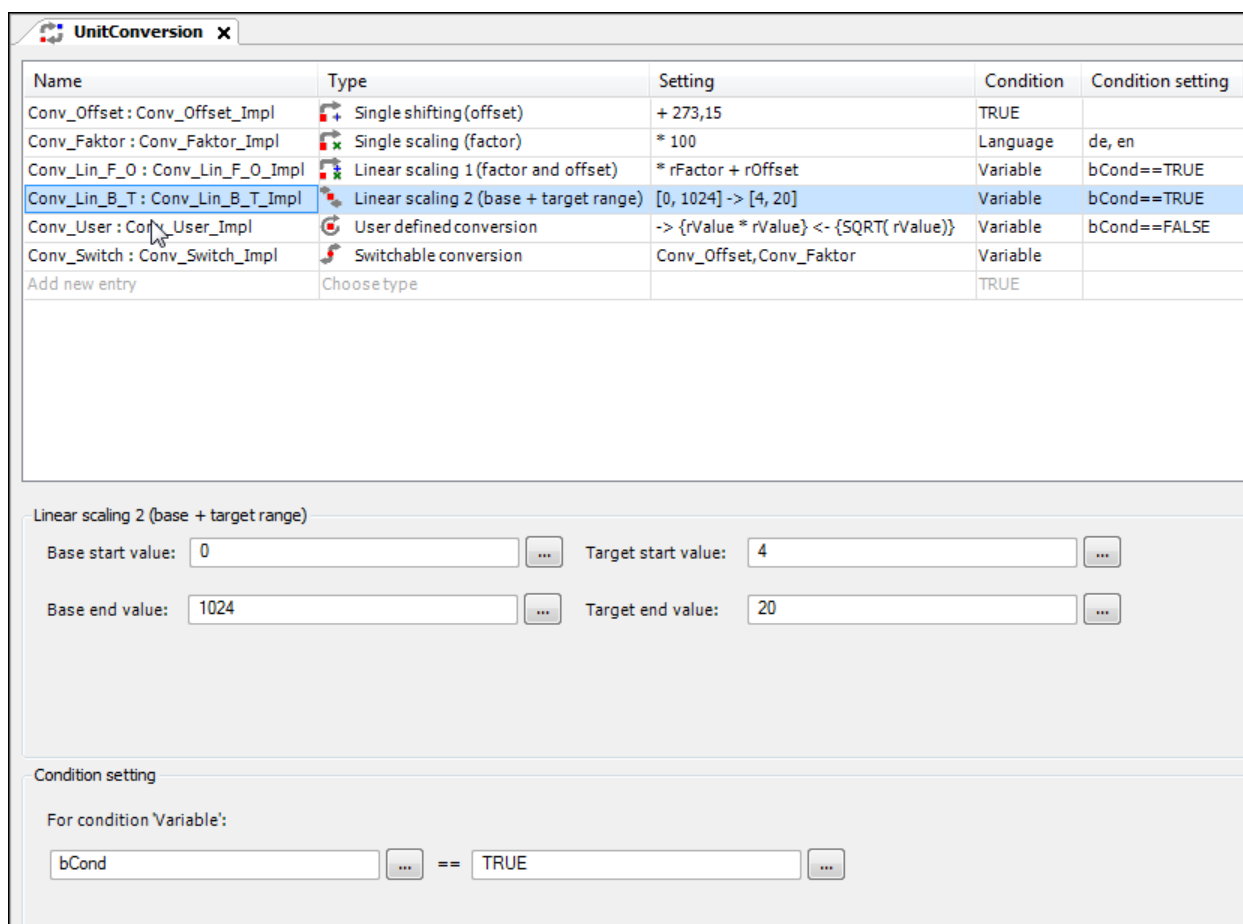 UnitConversion x
Name Type Setting Condition Condition setting
Conv_Offset : Conv_Offset_Impl Single shifting (offset) + 273,15 TRUE
Conv_Faktor : Conv_Faktor_Impl Single scaling (factor) * 100 Language de, en
Conv_Lin_F_O : Conv_Lin_F_O_Impl Linear scaling 1 (factor and offset) * rFactor + rOffset Variable bCond==TRUE
Conv_Lin_B_T : Conv_Lin_B_T_Impl Linear scaling 2 (base + target range) [0, 1024] -> [4, 20] Variable bCond==TRUE
Conv_User : Conv_User_Impl User defined conversion -> {rValue * rValue} <- {SQRT( rValue)} Variable bCond==FALSE
Conv_Switch : Conv_Switch_Impl Switchable conversion Conv_Offset,Conv_Faktor Variable
Add new entry Choose type TRUE
Linear scaling 2 (base + target range)
Base start value: 0 ... Target start value: 4 ...
Base end value: 1024 ... Target end value: 20 ...
Condition setting
For condition 'Variable':
bCond ... == TRUE ...